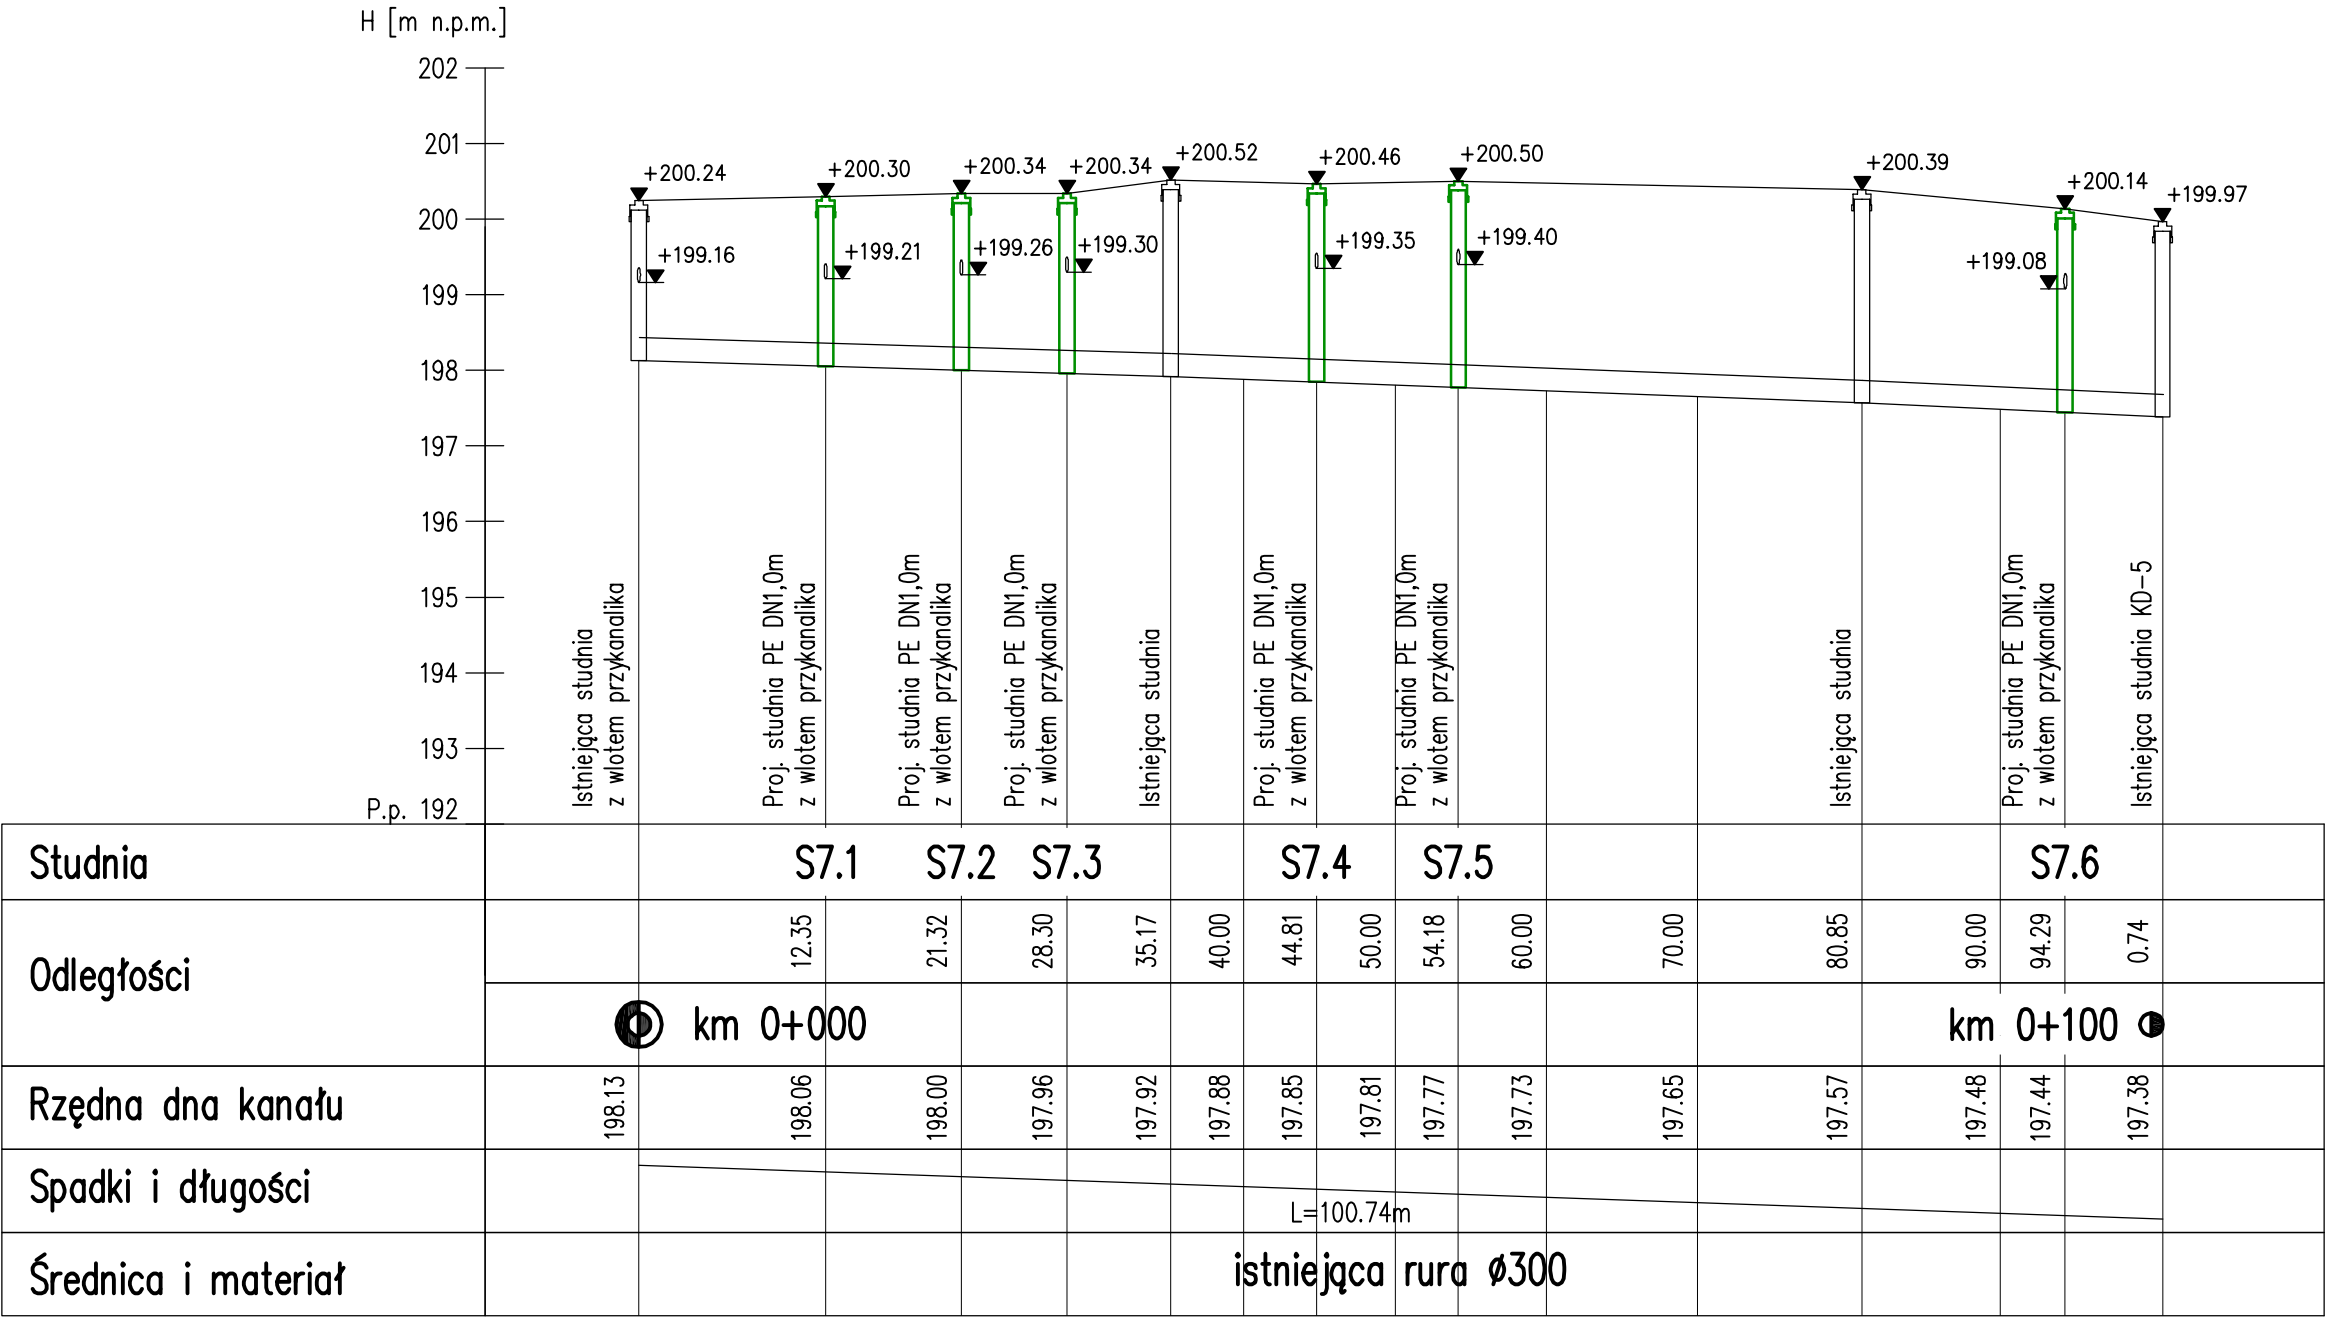 H [m n.p.m.]
202
201
200
199
198
197
196
195
194
193
P.p. 192
+200.24
+200.30
+200.34
+200.34
+200.52
+200.46
+200.50
+200.39
+200.14
+199.97
+199.16
+199.21
+199.26
+199.30
+199.35
+199.40
+199.08
Istniejąca studnia
z wlotem przykanalika
Proj. studnia PE DN1,0m
z wlotem przykanalika
Proj. studnia PE DN1,0m
z wlotem przykanalika
Proj. studnia PE DN1,0m
z wlotem przykanalika
Istniejąca studnia
Proj. studnia PE DN1,0m
z wlotem przykanalika
Proj. studnia PE DN1,0m
z wlotem przykanalika
Istniejąca studnia
Proj. studnia PE DN1,0m
z wlotem przykanalika
Istniejąca studnia KD-5
Studnia S7.1 S7.2 S7.3 S7.4 S7.5 S7.6
Odległości
12.35 21.32 28.30 35.17 40.00 44.81 50.00 54.18 60.00 70.00 80.85 90.00 94.29 0.74
km 0+000 km 0+100
Rzędna dna kanału 198.13 198.06 198.00 197.96 197.92 197.88 197.85 197.81 197.77 197.73 197.65 197.57 197.48 197.44 197.38
Spadki i długości
L=100.74m
Średnica i materiał istniejąca rura ø300